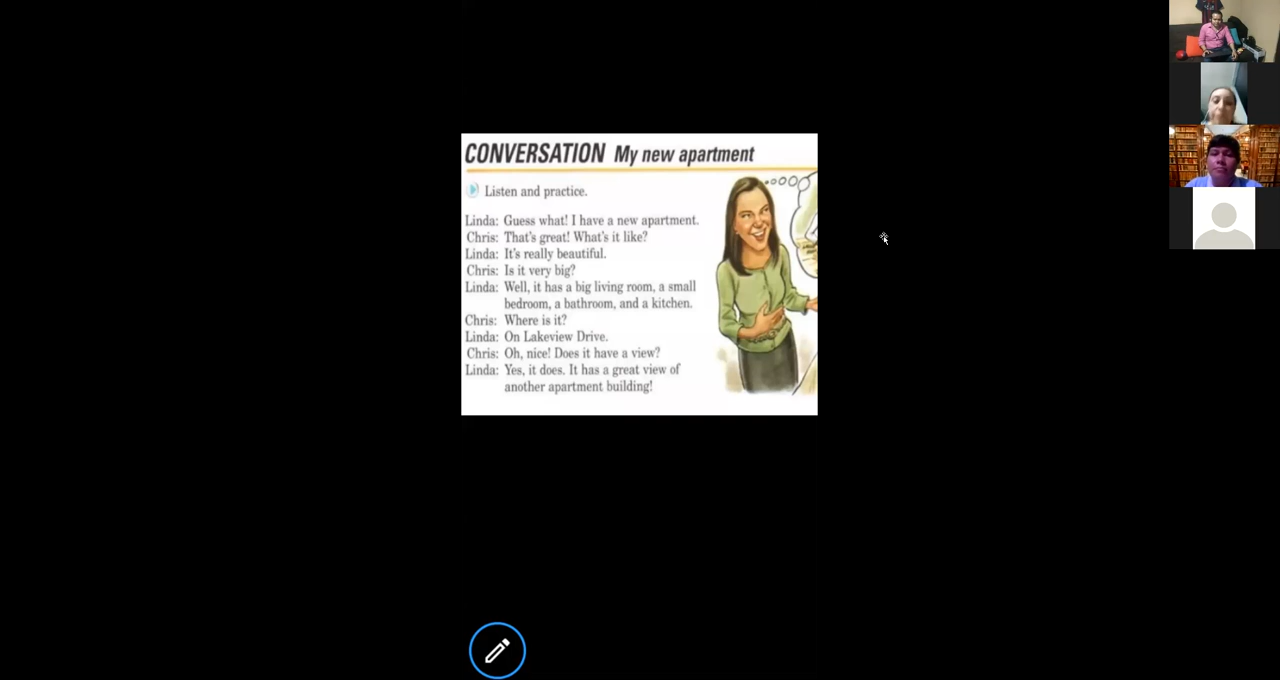 CONVERSATION My new apartment
Listen and practice.
Linda: Guess what! I have a new apartment.
Chris: That's great! What's it like?
Linda: It's really beautiful.
Chris: Is it very big?
Linda: Well, it has a big living room, a small
bedroom, a bathroom, and a kitchen.
Chris: Where is it?
Linda: On Lakeview Drive.
Chris: Oh, nice! Does it have a view?
Linda: Yes, it does. It has a great view of
another apartment building!